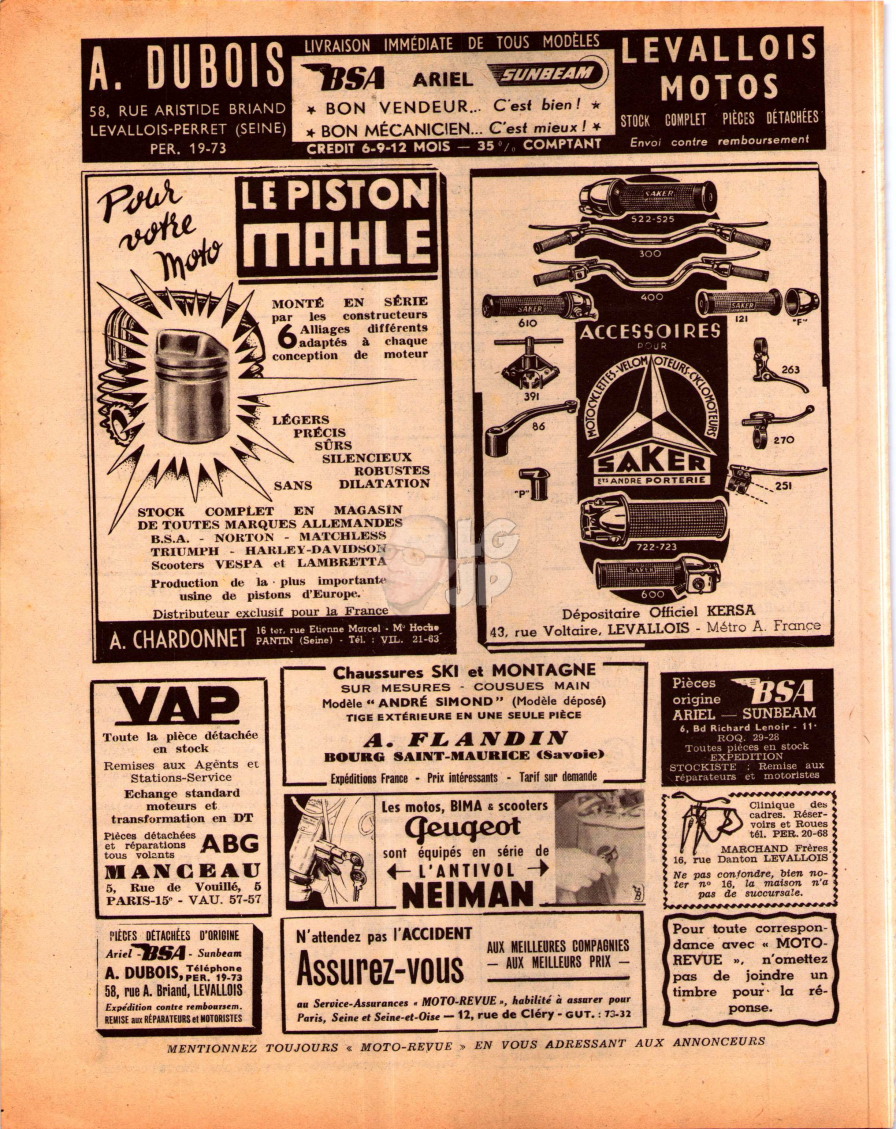 A. DUBOIS
58, RUE ARISTIDE BRIAND
LEVALLOIS-PERRET (SEINE)
PER. 19-73
LIVRAISON IMMÉDIATE DE TOUS MODÈLES
BSA ARIEL SUNBEAM
★ BON VENDEUR... C'est bien ! ★
★ BON MÉCANICIEN... C'est mieux ! ★
CREDIT 6-9-12 MOIS — 35 % COMPTANT
LEVALLOIS
MOTOS
STOCK COMPLET PIÈCES DÉTACHÉES
Envoi contre remboursement
Pour
votre
Moto
LE PISTON
MAHLE
MONTÉ EN SÉRIE
par les constructeurs
6 Alliages différents
adaptés à chaque
conception de moteur
LÉGERS
PRÉCIS
SÛRS
SILENCIEUX
ROBUSTES
SANS DILATATION
STOCK COMPLET EN MAGASIN
DE TOUTES MARQUES ALLEMANDES
B.S.A. - NORTON - MATCHLESS
TRIUMPH - HARLEY-DAVIDSON
Scooters VESPA et LAMBRETTA
Production de la plus importante
usine de pistons d'Europe.
Distributeur exclusif pour la France
A. CHARDONNET 16 ter, rue Etienne Marcel - Mº Hoche
PANTIN (Seine) - Tél. : VIL. 21-63
SAKER
522-525
300
400
SAKER
610
SAKER
121
"F"
ACCESSOIRES
POUR
391
263
MOTOCYCLETTES-VELOMOTEURS-CYCLOMOTEURS
86
270
SAKER
ETS ANDRE PORTERIE
"P"
251
722-723
SAKER
600
Dépositaire Officiel KERSA
43, rue Voltaire, LEVALLOIS - Métro A. France
LG
UP
VAP
Toute la pièce détachée
en stock
Remises aux Agents et
Stations-Service
Echange standard
moteurs et
transformation en DT
Pièces détachées
et réparations ABG
tous volants
MANCEAU
5, Rue de Vouillé, 5
PARIS-15º - VAU. 57-57
Chaussures SKI et MONTAGNE
SUR MESURES - COUSUES MAIN
Modèle “ ANDRÉ SIMOND ” (Modèle déposé)
TIGE EXTÉRIEURE EN UNE SEULE PIÈCE
A. FLANDIN
BOURG SAINT-MAURICE (Savoie)
Expéditions France - Prix intéressants - Tarif sur demande
Pièces
origine BSA
ARIEL — SUNBEAM
6, Bd Richard Lenoir - 11e
ROQ. 29-28
Toutes pièces en stock
EXPEDITION
STOCKISTE : Remise aux
réparateurs et motoristes
Les motos, BIMA & scooters
Peugeot
sont équipés en série de
L'ANTIVOL
NEIMAN
Clinique des
cadres. Réser-
voirs et Roues
tél. PER. 20-68
MARCHAND Frères
16, rue Danton LEVALLOIS
Ne pas confondre, bien no-
ter nº 16, la maison n'a
pas de succursale.
PIÈCES DÉTACHÉES D'ORIGINE
Ariel - BSA - Sunbeam
A. DUBOIS, Téléphone
PER. 19-73
58, rue A. Briand, LEVALLOIS
Expédition contre remboursem.
REMISE aux RÉPARATEURS et MOTORISTES
N'attendez pas l'ACCIDENT
Assurez-vous
AUX MEILLEURES COMPAGNIES
— AUX MEILLEURS PRIX —
au Service-Assurances « MOTO-REVUE », habilité à assurer pour
Paris, Seine et Seine-et-Oise — 12, rue de Cléry - GUT. : 73-32
Pour toute correspon-
dance avec « MOTO-
REVUE », n'omettez
pas de joindre un
timbre pour la ré-
ponse.
MENTIONNEZ TOUJOURS « MOTO-REVUE » EN VOUS ADRESSANT AUX ANNONCEURS